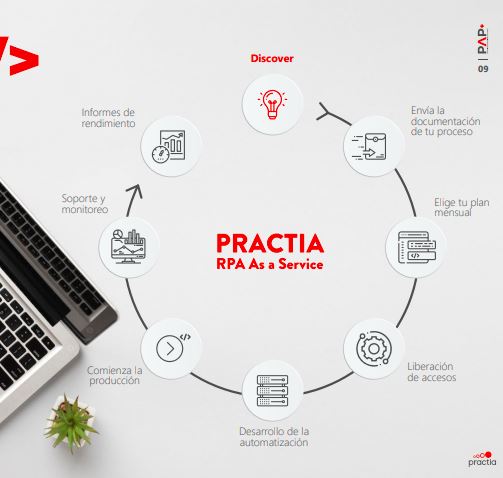 />
PAP+
09
Discover
Envía la
documentación
de tu proceso
Elige tu plan
mensual
Liberación
de accesos
Desarrollo de la
automatización
Comienza la
producción
Soporte y
monitoreo
Informes de
rendimiento
PRACTIA
RPA As a Service
</>
</>
practia